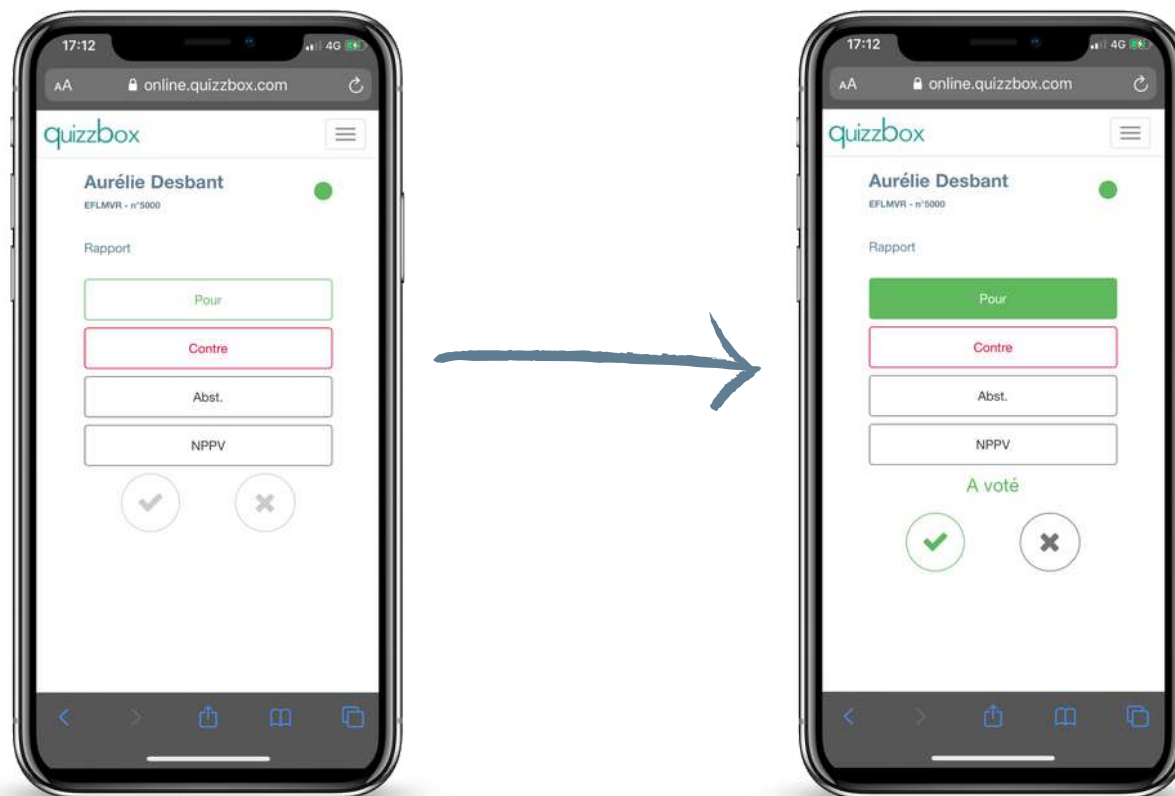 17:12
4G
AA
online.quizzbox.com
quizzbox
Aurélie Desbant
EFLMVR - n°5000
Rapport
Pour
Contre
Abst.
NPPV
17:12
4G
AA
online.quizzbox.com
quizzbox
Aurélie Desbant
EFLMVR - n°5000
Rapport
Pour
Contre
Abst.
NPPV
A voté